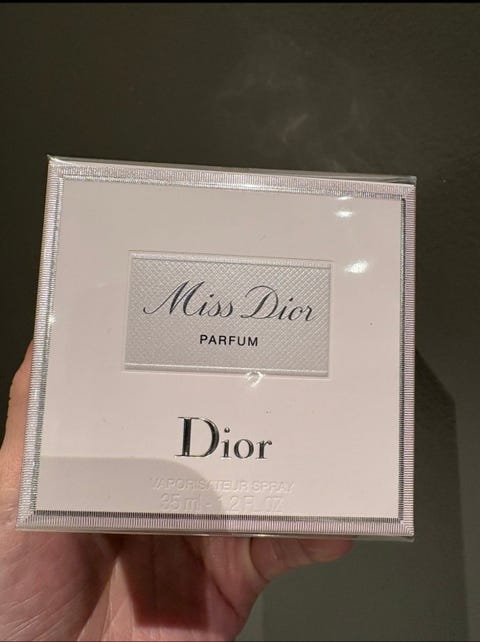 Miss Dior
PARFUM
Dior
VAPORISATEUR SPRAY
35 ml - 1.2 FL. OZ